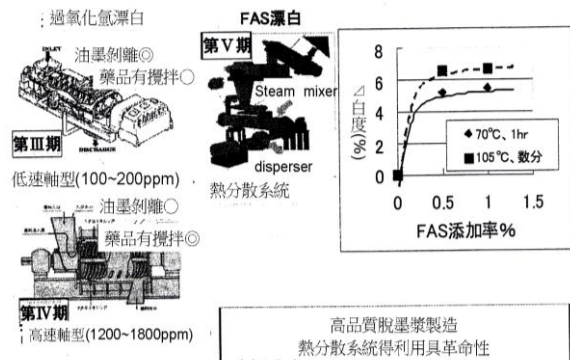 過氧化氫漂白
INLET
油墨剝離◎
藥品有攪拌○
第Ⅲ期
DISCHARGE
低速軸型(100~200ppm)
油墨剝離○
藥品有攪拌◎
第Ⅳ期
高速軸型(1200~1800ppm)
FAS漂白
第Ⅴ期
Steam mixer
disperser
熱分散系統
⊿白度(%)
8
6
4
2
0
0 0.5 1 1.5
FAS添加率%
70℃、1hr
105℃、数分
高品質脫墨漿製造
熱分散系統得利用具革命性